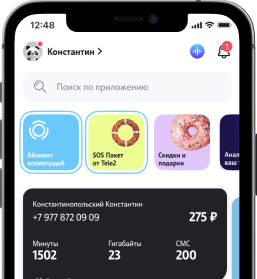 12:48
Константин >
1
Поиск по приложению
Абонент
всемогущий
SOS Пакет
от Tele2
Скидки и
подарки
Анал
ваш
Константинопольский Константин
+7 977 872 09 09
275 ₽
Минуты
Гигабайты
СМС
1502
23
200